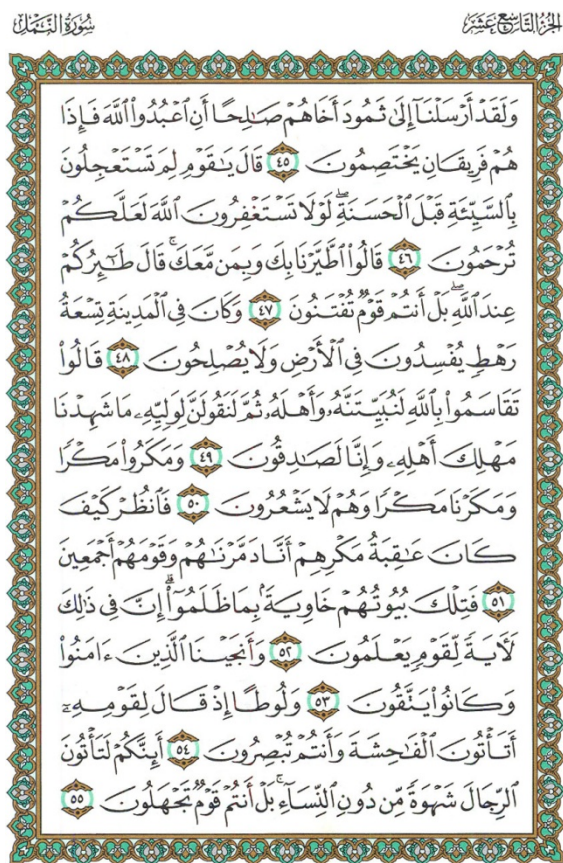 الجزء التاسع عشر
سورة النمل
وَلَقَدْ أَرْسَلْنَآ إِلَىٰ ثَمُودَ أَخَاهُمْ صَٰلِحًا أَنِ ٱعْبُدُوا۟ ٱللَّهَ فَإِذَا
هُمْ فَرِيقَانِ يَخْتَصِمُونَ ٤٥ قَالَ يَٰقَوْمِ لِمَ تَسْتَعْجِلُونَ
بِٱلسَّيِّئَةِ قَبْلَ ٱلْحَسَنَةِۖ لَوْلَا تَسْتَغْفِرُونَ ٱللَّهَ لَعَلَّكُمْ
تُرْحَمُونَ ٤٦ قَالُوا۟ ٱطَّيَّرْنَا بِكَ وَبِمَن مَّعَكَۚ قَالَ طَٰٓئِرُكُمْ
عِندَ ٱللَّهِۖ بَلْ أَنتُمْ قَوْمٌ تُفْتَنُونَ ٤٧ وَكَانَ فِى ٱلْمَدِينَةِ تِسْعَةُ
رَهْطٍ يُفْسِدُونَ فِى ٱلْأَرْضِ وَلَا يُصْلِحُونَ ٤٨ قَالُوا۟
تَقَاسَمُوا۟ بِٱللَّهِ لَنُبَيِّتَنَّهُۥ وَأَهْلَهُۥ ثُمَّ لَنَقُولَنَّ لِوَلِيِّهِۦ مَا شَهِدْنَا
مَهْلِكَ أَهْلِهِۦ وَإِنَّا لَصَٰدِقُونَ ٤٩ وَمَكَرُوا۟ مَكْرًا
وَمَكَرْنَا مَكْرًا وَهُمْ لَا يَشْعُرُونَ ٥٠ فَٱنظُرْ كَيْفَ
كَانَ عَٰقِبَةُ مَكْرِهِمْ أَنَّا دَمَّرْنَٰهُمْ وَقَوْمَهُمْ أَجْمَعِينَ
٥١ فَتِلْكَ بُيُوتُهُمْ خَاوِيَةًۢ بِمَا ظَلَمُوٓا۟ۗ إِنَّ فِى ذَٰلِكَ
لَءَايَةً لِّقَوْمٍ يَعْلَمُونَ ٥٢ وَأَنجَيْنَا ٱلَّذِينَ ءَامَنُوا۟
وَكَانُوا۟ يَتَّقُونَ ٥٣ وَلُوطًا إِذْ قَالَ لِقَوْمِهِۦٓ
أَتَأْتُونَ ٱلْفَٰحِشَةَ وَأَنتُمْ تُبْصِرُونَ ٥٤ أَئِنَّكُمْ لَتَأْتُونَ
ٱلرِّجَالَ شَهْوَةً مِّن دُونِ ٱلنِّسَآءِۚ بَلْ أَنتُمْ قَوْمٌ تَجْهَلُونَ ٥٥